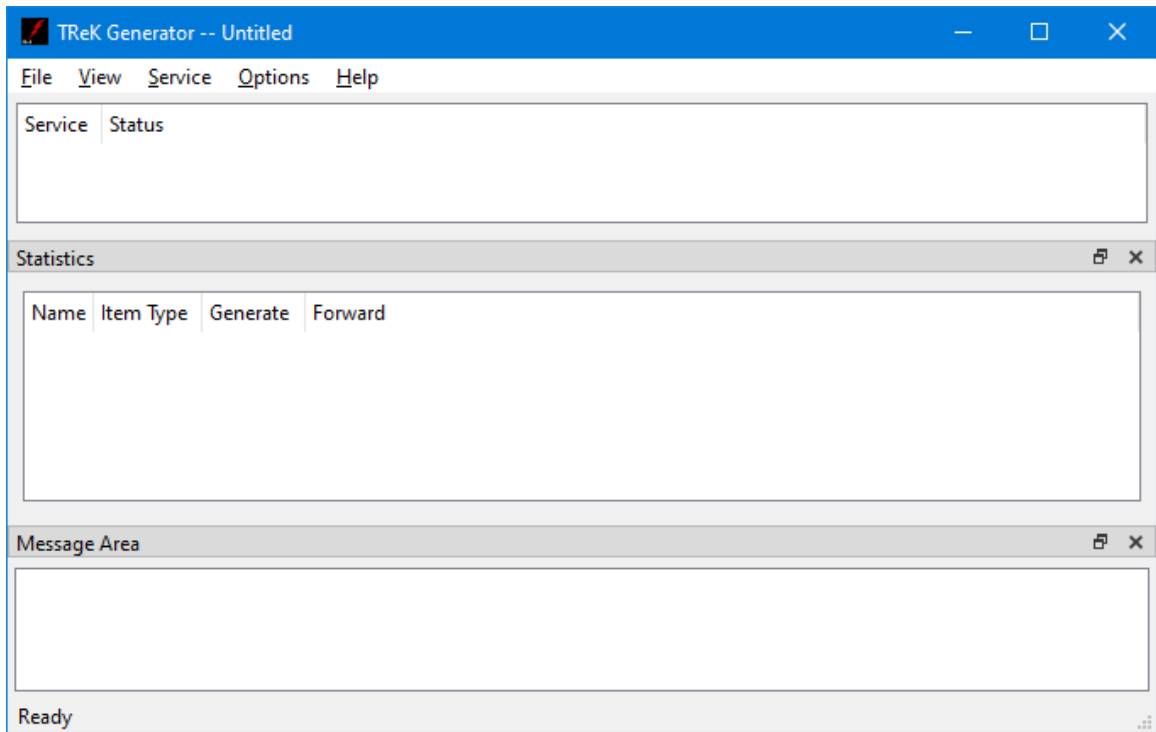 TReK Generator -- Untitled
File View Service Options Help
Service Status
Statistics
Name Item Type Generate Forward
Message Area
Ready